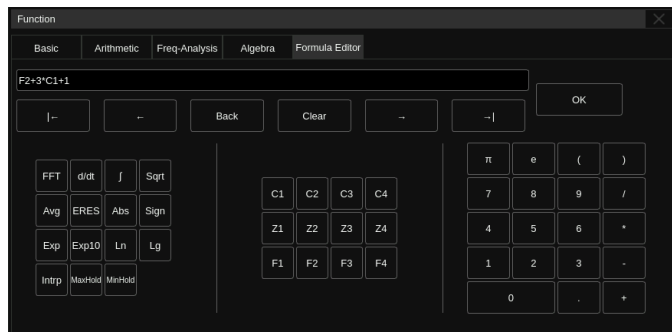 Function
Basic Arithmetic Freq-Analysis Algebra Formula Editor
F2+3*C1+1
OK
|← ← Back Clear → →|
π e ( )
FFT d/dt ∫ Sqrt
C1 C2 C3 C4
7 8 9 /
Avg ERES Abs Sign
Z1 Z2 Z3 Z4
4 5 6 *
Exp Exp10 Ln Lg
F1 F2 F3 F4
1 2 3 -
Intrp MaxHold MinHold
0 . +